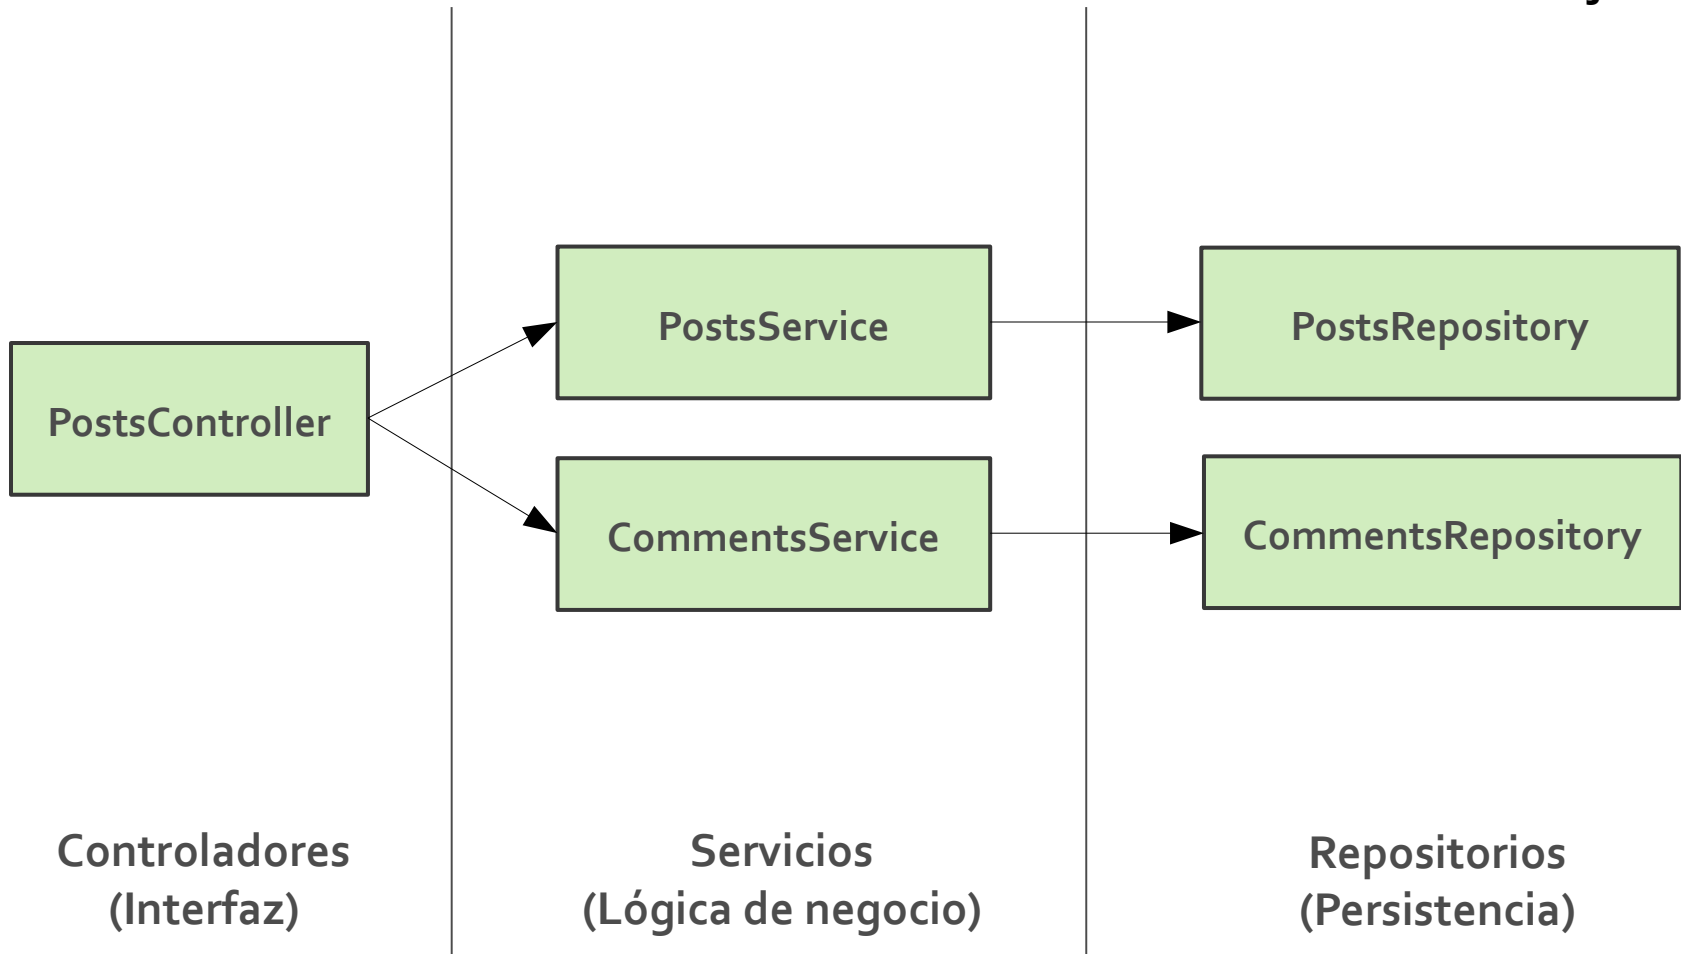 PostsService
PostsRepository
PostsController
CommentsService
CommentsRepository
Controladores
(Interfaz)
Servicios
(Lógica de negocio)
Repositorios
(Persistencia)